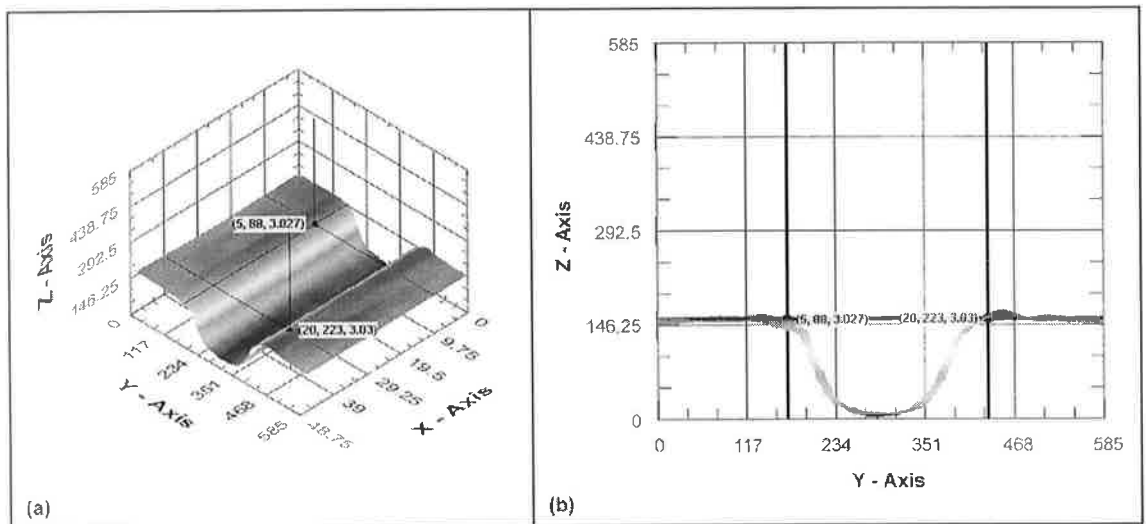 585
438.75
292.5
146.25
0
Z - Axis
117
234
351
468
585
Y - Axis
48.75
39
29.25
19.5
9.75
0
X - Axis
(5, 88, 3.027)
(20, 223, 3.03)
(a)
585
438.75
292.5
146.25
0
Z - Axis
(5, 88, 3.027)
(20, 223, 3.03)
0
117
234
351
468
585
Y - Axis
(b)